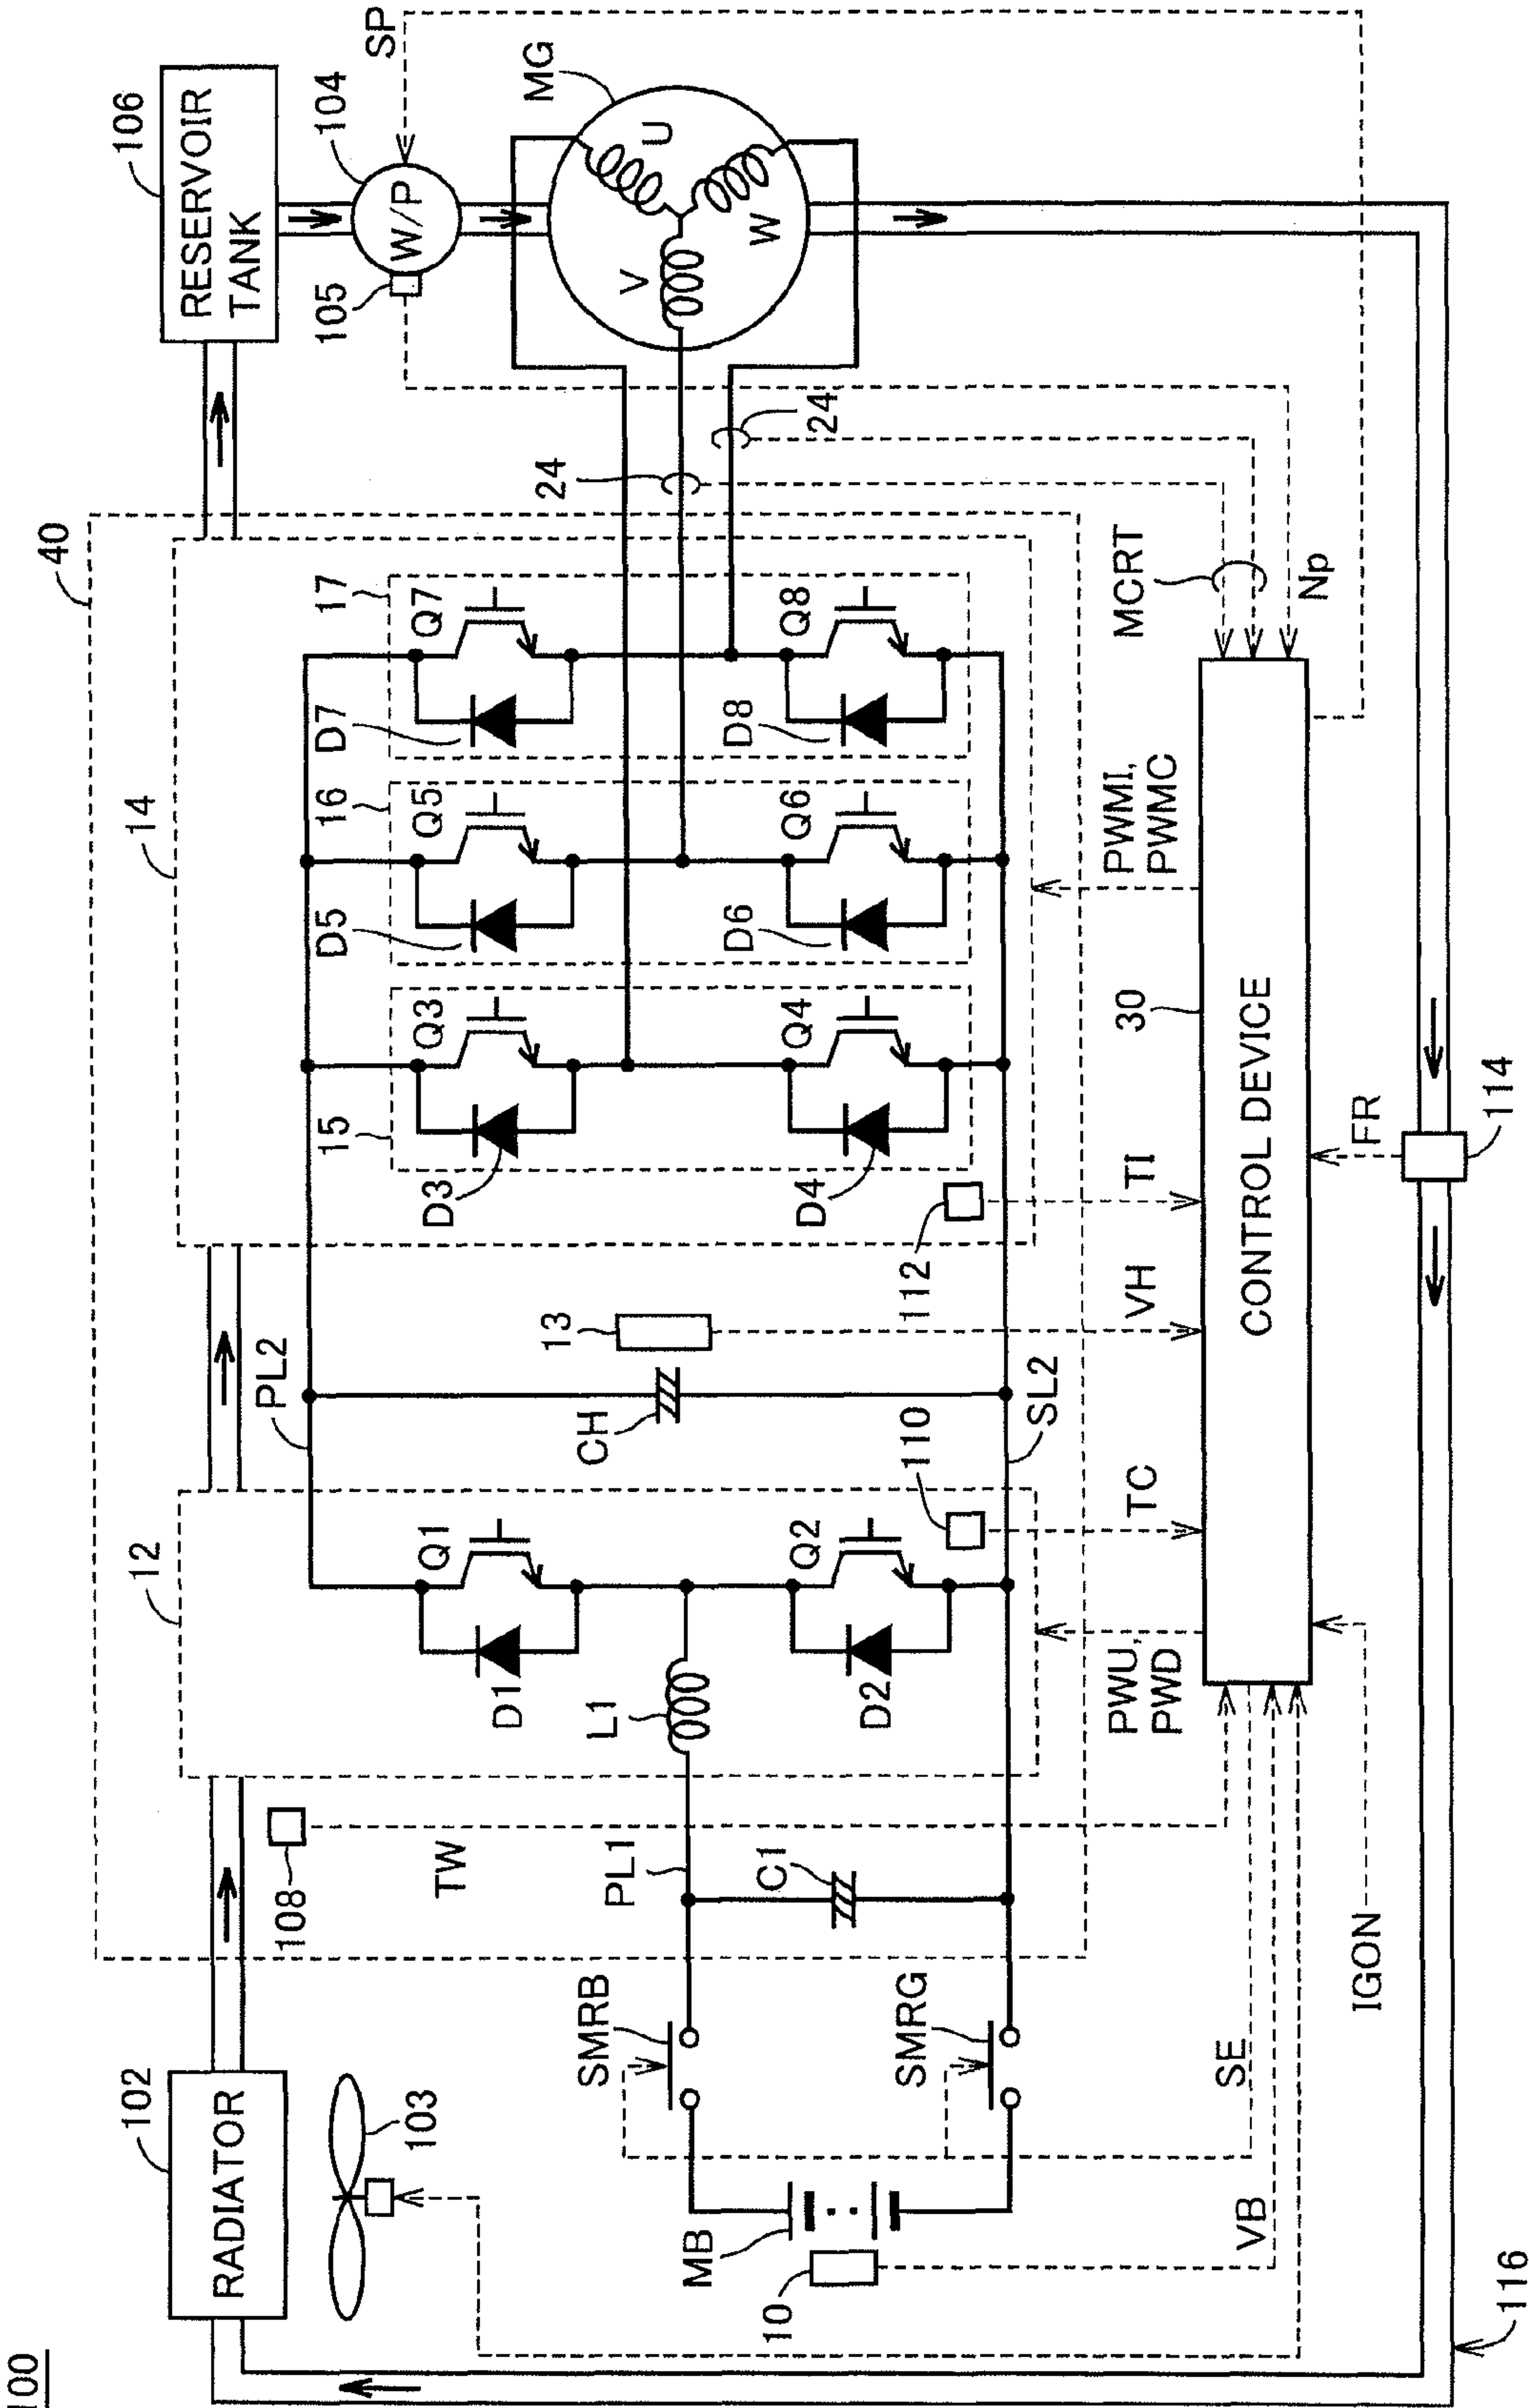 100
102
RADIATOR
103
12
14
40
106
RESERVOIR
TANK
SP
104
W/P
105
108
TW
PL2
MG
U
V
W
Q1
D1
L1
Q2
D2
110
TC
CH
13
VH
112
TI
15
Q3
D3
Q4
D4
16
Q5
D5
Q6
D6
17
Q7
D7
Q8
D8
24
24
MCRT
Np
SMRB
SMRG
PL1
C1
SL2
MB
10
VB
SE
IGON
PWU,
PWD
PWMI,
PWMC
30
CONTROL DEVICE
FR
114
116